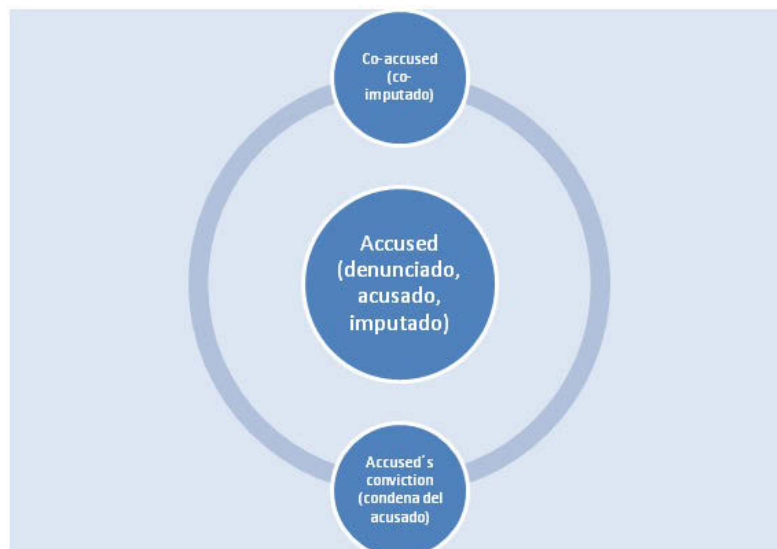 Co-accused
(co-
imputado)
Accused
(denunciado,
acusado,
imputado)
Accused´s
conviction
(condena del
acusado)